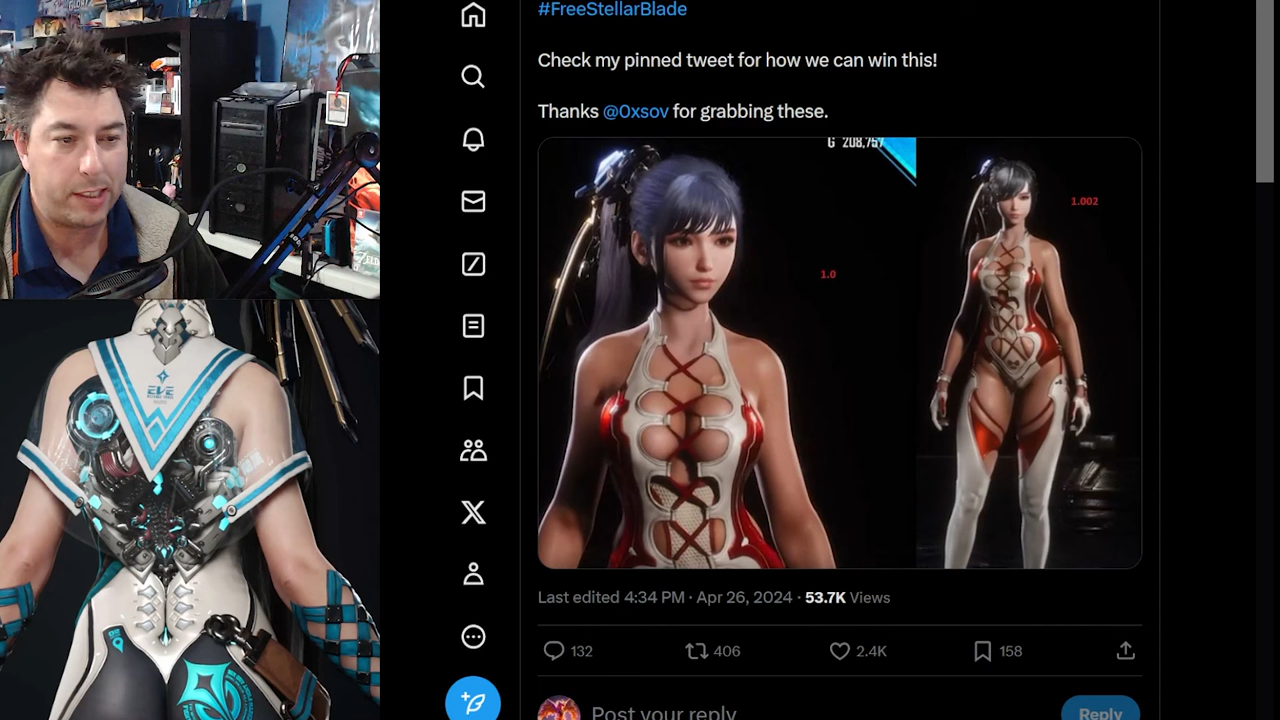 #FreeStellarBlade
Check my pinned tweet for how we can win this!
Thanks @0xsov for grabbing these.
G 208,757
1.0
1.002
EVE
Last edited 4:34 PM · Apr 26, 2024 · 53.7K Views
132
406
2.4K
158
Post your reply
Reply